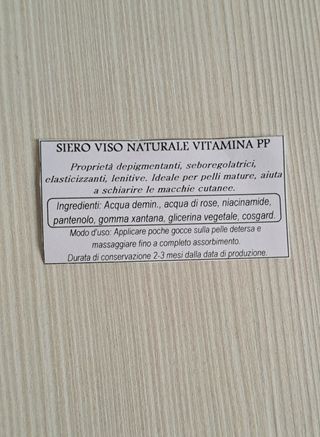 SIERO VISO NATURALE VITAMINA PP
Proprietà depigmentanti, seboregolatrici,
elasticizzanti, lenitive. Ideale per pelli mature, aiuta
a schiarire le macchie cutanee.
Ingredienti: Acqua demin., acqua di rose, niacinamide,
pantenolo, gomma xantana, glicerina vegetale, cosgard.
Modo d'uso: Applicare poche gocce sulla pelle detersa e
massaggiare fino a completo assorbimento.
Durata di conservazione 2-3 mesi dalla data di produzione.